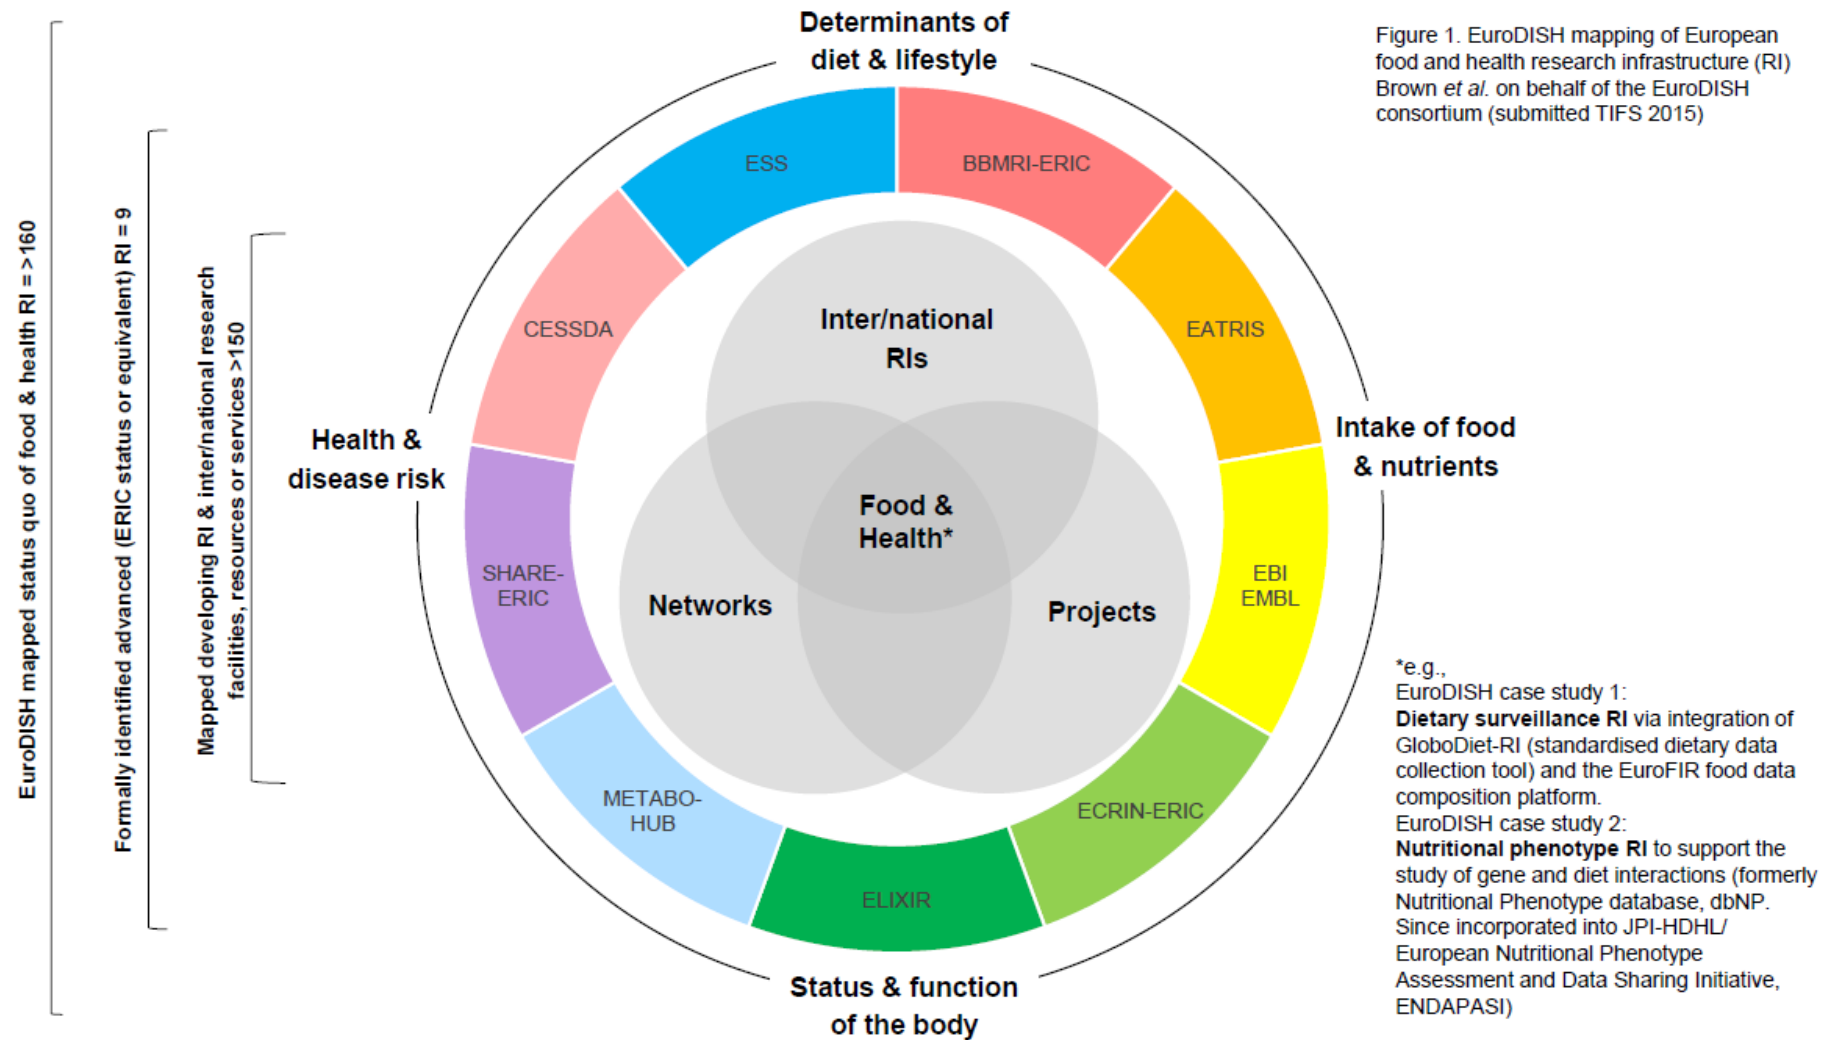 Determinants of
diet & lifestyle
Figure 1. EuroDISH mapping of European
food and health research infrastructure (RI)
Brown et al. on behalf of the EuroDISH
consortium (submitted TIFS 2015)
EuroDISH mapped status quo of food & health RI = >160
Formally identified advanced (ERIC status or equivalent) RI = 9
Mapped developing RI & inter/national research
facilities, resources or services >150
ESS
BBMRI-ERIC
CESSDA
EATRIS
Inter/national
RIs
Health &
disease risk
Intake of food
& nutrients
Food &
Health*
SHARE-
ERIC
EBI
EMBL
Networks
Projects
METABO-
HUB
ECRIN-ERIC
ELIXIR
Status & function
of the body
*e.g.,
EuroDISH case study 1:
Dietary surveillance RI via integration of
GloboDiet-RI (standardised dietary data
collection tool) and the EuroFIR food data
composition platform.
EuroDISH case study 2:
Nutritional phenotype RI to support the
study of gene and diet interactions (formerly
Nutritional Phenotype database, dbNP.
Since incorporated into JPI-HDHL/
European Nutritional Phenotype
Assessment and Data Sharing Initiative,
ENDAPASI)